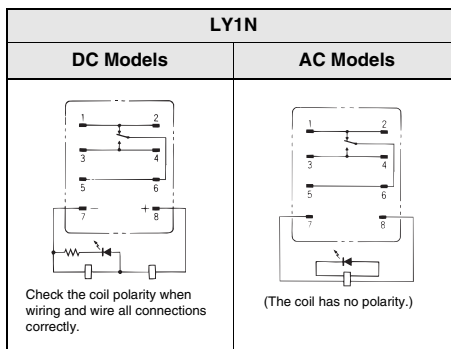 LY1N
DC Models
AC Models
1 2
3 4
5 6
7 − + 8
Check the coil polarity when
wiring and wire all connections
correctly.
1 2
3 4
5 6
7 8
(The coil has no polarity.)